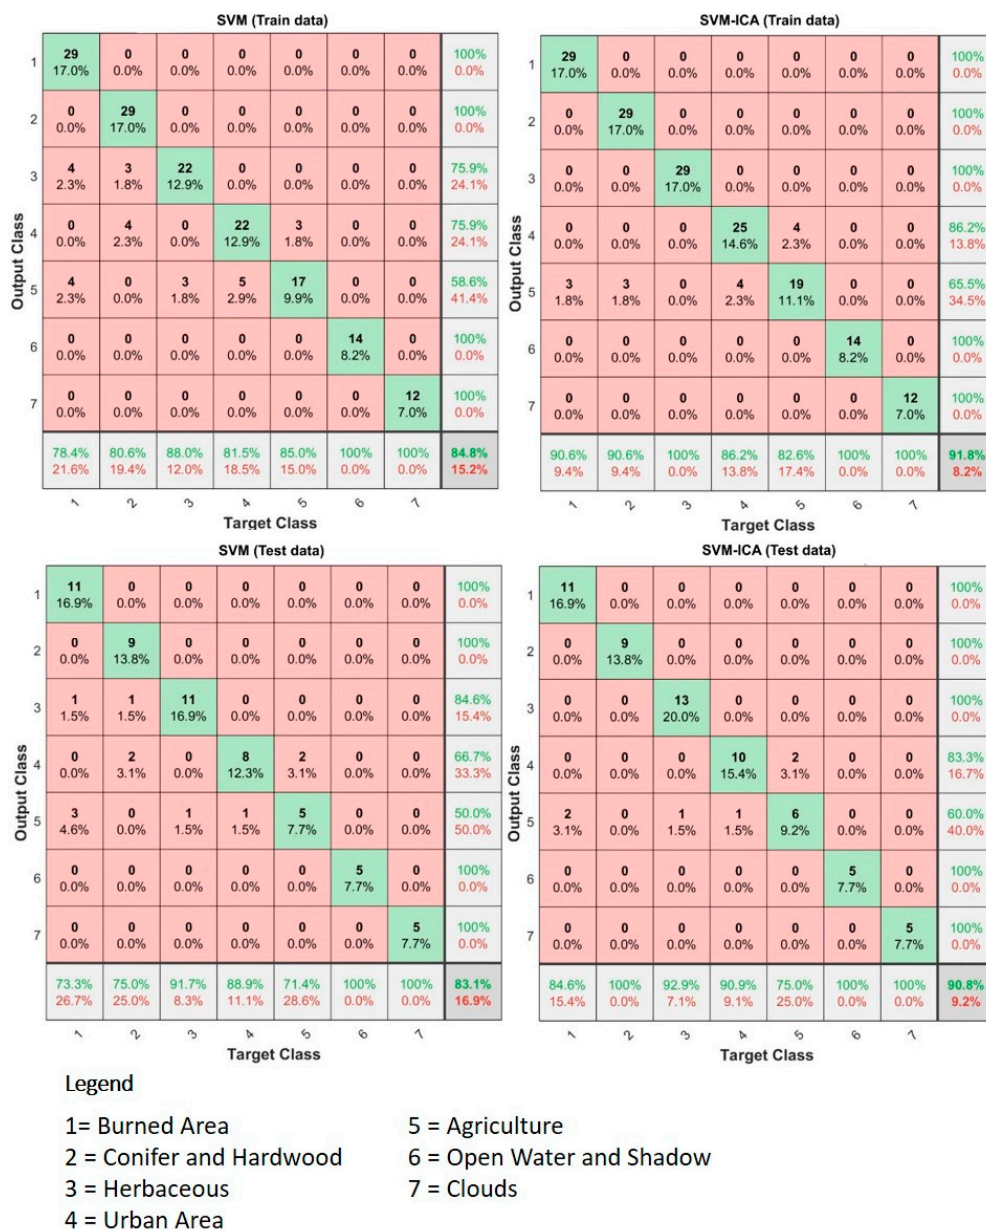 SVM (Train data)
29 0 0 0 0 0 0 100%
1
17.0% 0.0% 0.0% 0.0% 0.0% 0.0% 0.0% 0.0%
0 29 0 0 0 0 0 100%
2
0.0% 17.0% 0.0% 0.0% 0.0% 0.0% 0.0% 0.0%
4 3 22 0 0 0 0 75.9%
3
2.3% 1.8% 12.9% 0.0% 0.0% 0.0% 0.0% 24.1%
0 4 0 22 3 0 0 75.9%
4
0.0% 2.3% 0.0% 12.9% 1.8% 0.0% 0.0% 24.1%
4 0 3 5 17 0 0 58.6%
5
2.3% 0.0% 1.8% 2.9% 9.9% 0.0% 0.0% 41.4%
0 0 0 0 0 14 0 100%
6
0.0% 0.0% 0.0% 0.0% 0.0% 8.2% 0.0% 0.0%
0 0 0 0 0 0 12 100%
7
0.0% 0.0% 0.0% 0.0% 0.0% 0.0% 7.0% 0.0%
78.4% 80.6% 88.0% 81.5% 85.0% 100% 100% 84.8%
21.6% 19.4% 12.0% 18.5% 15.0% 0.0% 0.0% 15.2%
1 2 3 4 5 6 7
Output Class
Target Class
SVM-ICA (Train data)
29 0 0 0 0 0 0 100%
1
17.0% 0.0% 0.0% 0.0% 0.0% 0.0% 0.0% 0.0%
0 29 0 0 0 0 0 100%
2
0.0% 17.0% 0.0% 0.0% 0.0% 0.0% 0.0% 0.0%
0 0 29 0 0 0 0 100%
3
0.0% 0.0% 17.0% 0.0% 0.0% 0.0% 0.0% 0.0%
0 0 0 25 4 0 0 86.2%
4
0.0% 0.0% 0.0% 14.6% 2.3% 0.0% 0.0% 13.8%
3 3 0 4 19 0 0 65.5%
5
1.8% 1.8% 0.0% 2.3% 11.1% 0.0% 0.0% 34.5%
0 0 0 0 0 14 0 100%
6
0.0% 0.0% 0.0% 0.0% 0.0% 8.2% 0.0% 0.0%
0 0 0 0 0 0 12 100%
7
0.0% 0.0% 0.0% 0.0% 0.0% 0.0% 7.0% 0.0%
90.6% 90.6% 100% 86.2% 82.6% 100% 100% 91.8%
9.4% 9.4% 0.0% 13.8% 17.4% 0.0% 0.0% 8.2%
1 2 3 4 5 6 7
Output Class
Target Class
SVM (Test data)
11 0 0 0 0 0 0 100%
1
16.9% 0.0% 0.0% 0.0% 0.0% 0.0% 0.0% 0.0%
0 9 0 0 0 0 0 100%
2
0.0% 13.8% 0.0% 0.0% 0.0% 0.0% 0.0% 0.0%
1 1 11 0 0 0 0 84.6%
3
1.5% 1.5% 16.9% 0.0% 0.0% 0.0% 0.0% 15.4%
0 2 0 8 2 0 0 66.7%
4
0.0% 3.1% 0.0% 12.3% 3.1% 0.0% 0.0% 33.3%
3 0 1 1 5 0 0 50.0%
5
4.6% 0.0% 1.5% 1.5% 7.7% 0.0% 0.0% 50.0%
0 0 0 0 0 5 0 100%
6
0.0% 0.0% 0.0% 0.0% 0.0% 7.7% 0.0% 0.0%
0 0 0 0 0 0 5 100%
7
0.0% 0.0% 0.0% 0.0% 0.0% 0.0% 7.7% 0.0%
73.3% 75.0% 91.7% 88.9% 71.4% 100% 100% 83.1%
26.7% 25.0% 8.3% 11.1% 28.6% 0.0% 0.0% 16.9%
1 2 3 4 5 6 7
Output Class
Target Class
SVM-ICA (Test data)
11 0 0 0 0 0 0 100%
1
16.9% 0.0% 0.0% 0.0% 0.0% 0.0% 0.0% 0.0%
0 9 0 0 0 0 0 100%
2
0.0% 13.8% 0.0% 0.0% 0.0% 0.0% 0.0% 0.0%
0 0 13 0 0 0 0 100%
3
0.0% 0.0% 20.0% 0.0% 0.0% 0.0% 0.0% 0.0%
0 0 0 10 2 0 0 83.3%
4
0.0% 0.0% 0.0% 15.4% 3.1% 0.0% 0.0% 16.7%
2 0 1 1 6 0 0 60.0%
5
3.1% 0.0% 1.5% 1.5% 9.2% 0.0% 0.0% 40.0%
0 0 0 0 0 5 0 100%
6
0.0% 0.0% 0.0% 0.0% 0.0% 7.7% 0.0% 0.0%
0 0 0 0 0 0 5 100%
7
0.0% 0.0% 0.0% 0.0% 0.0% 0.0% 7.7% 0.0%
84.6% 100% 92.9% 90.9% 75.0% 100% 100% 90.8%
15.4% 0.0% 7.1% 9.1% 25.0% 0.0% 0.0% 9.2%
1 2 3 4 5 6 7
Output Class
Target Class
Legend
1= Burned Area
2 = Conifer and Hardwood
3 = Herbaceous
4 = Urban Area
5 = Agriculture
6 = Open Water and Shadow
7 = Clouds